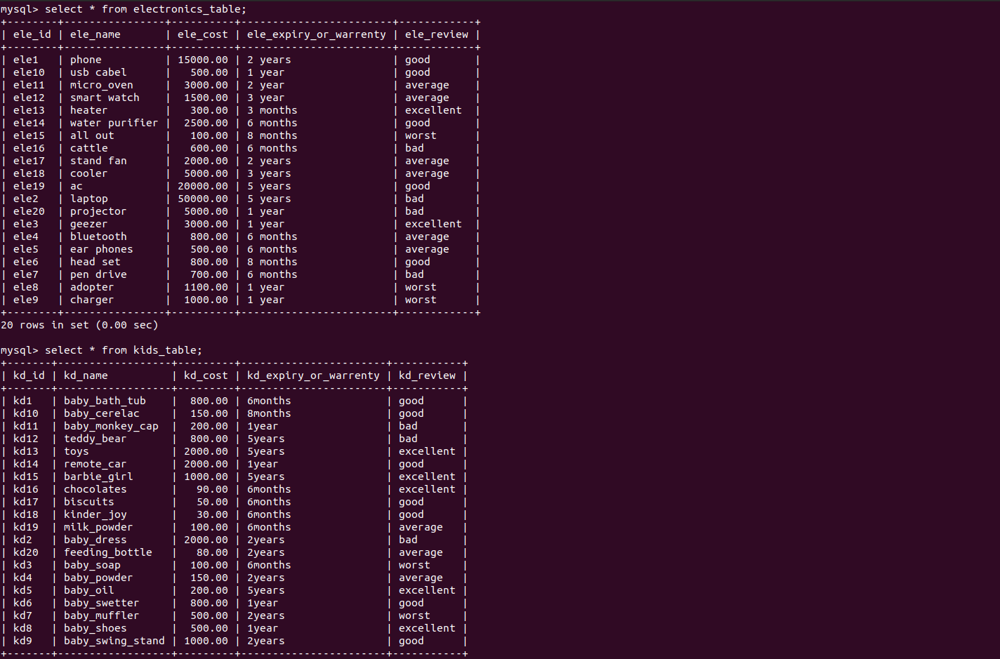 mysql> select * from electronics_table;
+--------+----------------+----------+------------------------+------------+
| ele_id | ele_name       | ele_cost | ele_expiry_or_warrenty | ele_review |
+--------+----------------+----------+------------------------+------------+
| ele1   | phone          | 15000.00 | 2 years                | good       |
| ele10  | usb cabel      |   500.00 | 1 year                 | good       |
| ele11  | micro_oven     |  3000.00 | 2 year                 | average    |
| ele12  | smart watch    |  1500.00 | 3 year                 | average    |
| ele13  | heater         |   300.00 | 3 months               | excellent  |
| ele14  | water purifier |  2500.00 | 6 months               | good       |
| ele15  | all out        |   100.00 | 8 months               | worst      |
| ele16  | cattle         |   600.00 | 6 months               | bad        |
| ele17  | stand fan      |  2000.00 | 2 years                | average    |
| ele18  | cooler         |  5000.00 | 3 years                | average    |
| ele19  | ac             | 20000.00 | 5 years                | good       |
| ele2   | laptop         | 50000.00 | 5 years                | bad        |
| ele20  | projector      |  5000.00 | 1 year                 | bad        |
| ele3   | geezer         |  3000.00 | 1 year                 | excellent  |
| ele4   | bluetooth      |   800.00 | 6 months               | average    |
| ele5   | ear phones     |   500.00 | 6 months               | average    |
| ele6   | head set       |   800.00 | 8 months               | good       |
| ele7   | pen drive      |   700.00 | 6 months               | bad        |
| ele8   | adopter        |  1100.00 | 1 year                 | worst      |
| ele9   | charger        |  1000.00 | 1 year                 | worst      |
+--------+----------------+----------+------------------------+------------+
20 rows in set (0.00 sec)

mysql> select * from kids_table;
+-------+------------------+---------+-----------------------+-----------+
| kd_id | kd_name          | kd_cost | kd_expiry_or_warrenty | kd_review |
+-------+------------------+---------+-----------------------+-----------+
| kd1   | baby_bath_tub    |  800.00 | 6months               | good      |
| kd10  | baby_cerelac     |  150.00 | 8months               | good      |
| kd11  | baby_monkey_cap  |  200.00 | 1year                 | bad       |
| kd12  | teddy_bear       |  800.00 | 5years                | bad       |
| kd13  | toys             | 2000.00 | 5years                | excellent |
| kd14  | remote_car       | 2000.00 | 1year                 | good      |
| kd15  | barbie_girl      | 1000.00 | 5years                | excellent |
| kd16  | chocolates       |   90.00 | 6months               | excellent |
| kd17  | biscuits         |   50.00 | 6months               | good      |
| kd18  | kinder_joy       |   30.00 | 6months               | good      |
| kd19  | milk_powder      |  100.00 | 6months               | average   |
| kd2   | baby_dress       | 2000.00 | 2years                | bad       |
| kd20  | feeding_bottle   |   80.00 | 2years                | average   |
| kd3   | baby_soap        |  100.00 | 6months               | worst     |
| kd4   | baby_powder      |  150.00 | 2years                | average   |
| kd5   | baby_oil         |  200.00 | 5years                | excellent |
| kd6   | baby_swetter     |  800.00 | 1year                 | good      |
| kd7   | baby_muffler     |  500.00 | 2years                | worst     |
| kd8   | baby_shoes       |  500.00 | 1year                 | excellent |
| kd9   | baby_swing_stand | 1000.00 | 2years                | good      |
+-------+------------------+---------+-----------------------+-----------+